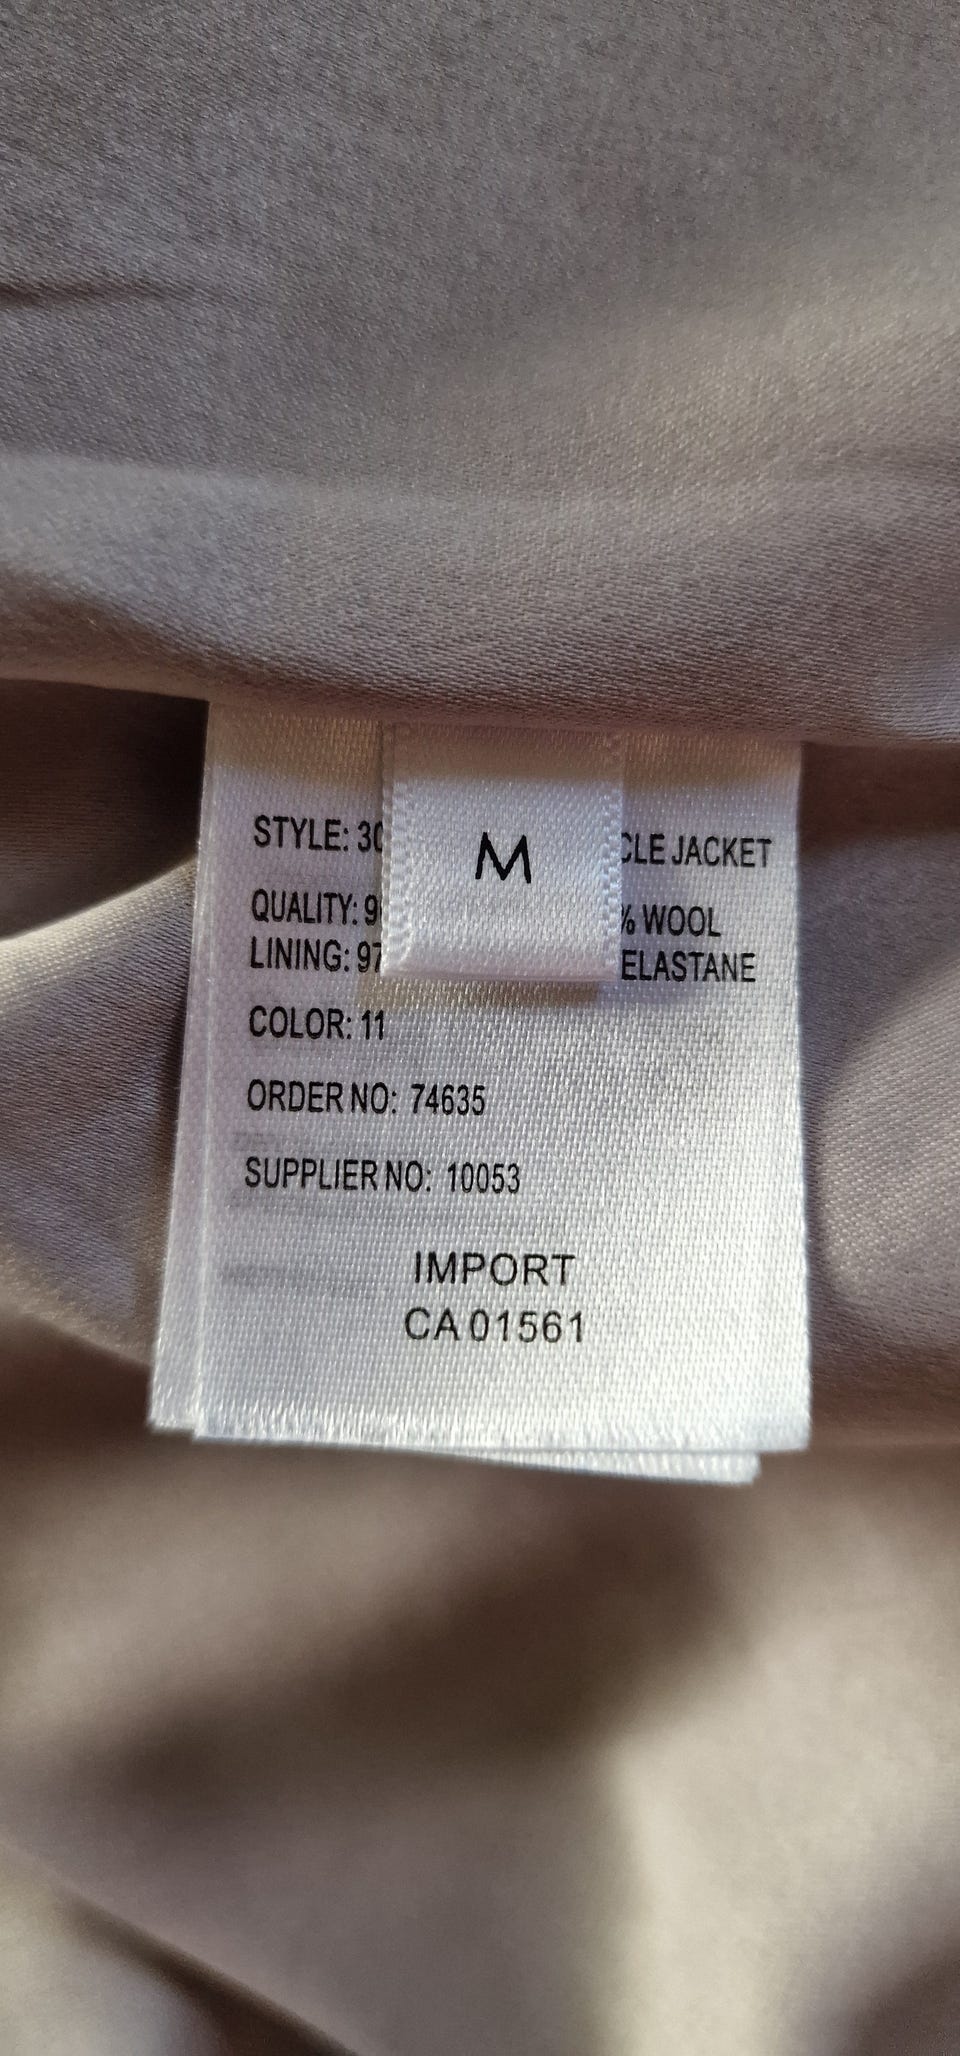 M
STYLE: 30 CLE JACKET
QUALITY: 9 % WOOL
LINING: 97 ELASTANE
COLOR: 11
ORDER NO: 74635
SUPPLIER NO: 10053
IMPORT
CA 01561